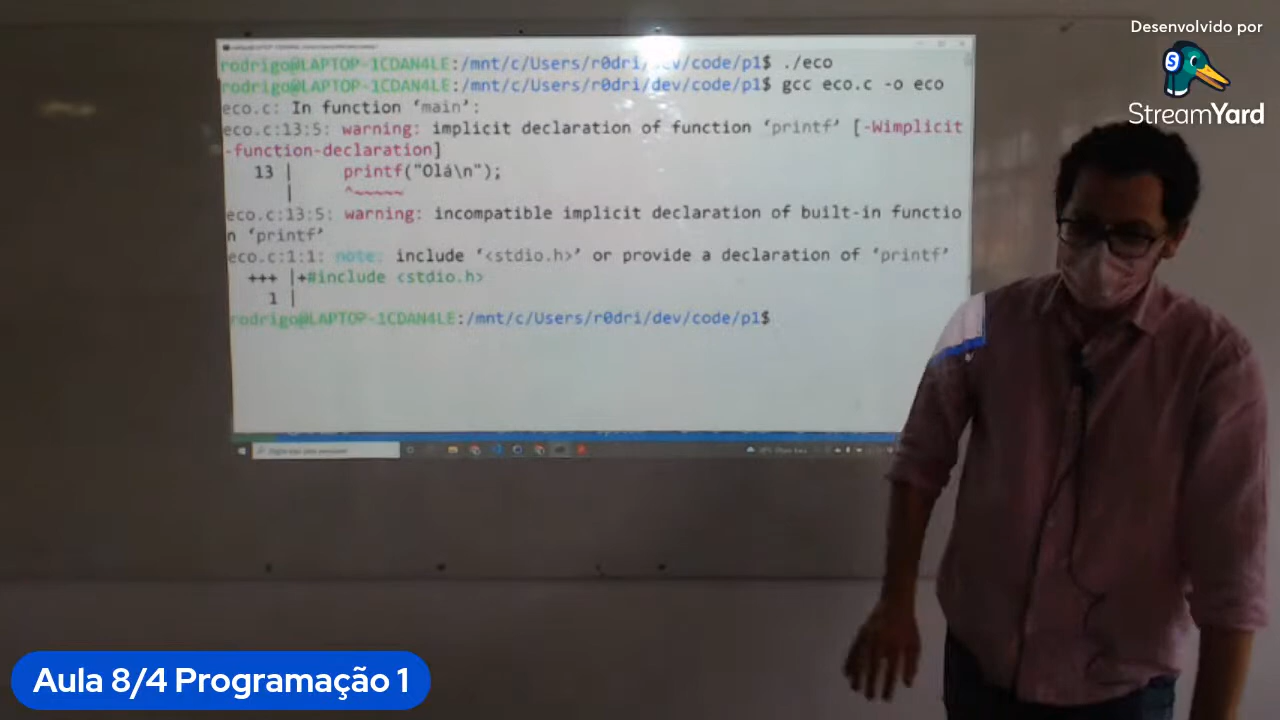 Desenvolvido por
StreamYard
rodrigo@LAPTOP-1CDAN4LE:/mnt/c/Users/r0dri/dev/code/p1$ ./eco
rodrigo@LAPTOP-1CDAN4LE:/mnt/c/Users/r0dri/dev/code/p1$ gcc eco.c -o eco
eco.c: In function ‘main’:
eco.c:13:5: warning: implicit declaration of function ‘printf’ [-Wimplicit
-function-declaration]
13 | printf("Olá\n");
| ^~~~~~
eco.c:13:5: warning: incompatible implicit declaration of built-in functio
n ‘printf’
eco.c:1:1: note: include ‘<stdio.h>’ or provide a declaration of ‘printf’
+++ |+#include <stdio.h>
1 |
rodrigo@LAPTOP-1CDAN4LE:/mnt/c/Users/r0dri/dev/code/p1$
Aula 8/4 Programação 1